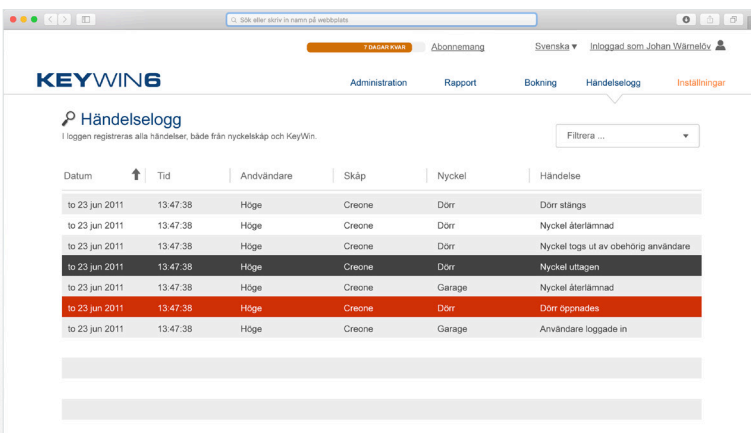 Sök eller skriv in namn på webbplats
7 DAGAR KVAR Abonnemang Svenska Inloggad som Johan Wärnelöv
KEYWIN6
Administration Rapport Bokning Händelselogg Inställningar
Händelselogg
I loggen registreras alla händelser, både från nyckelskåp och KeyWin.
Filtrera ...
Datum Tid Andvändare Skåp Nyckel Händelse
to 23 jun 2011 13:47:38 Höge Creone Dörr Dörr stängs
to 23 jun 2011 13:47:38 Höge Creone Dörr Nyckel återlämnad
to 23 jun 2011 13:47:38 Höge Creone Dörr Nyckel togs ut av obehörig användare
to 23 jun 2011 13:47:38 Höge Creone Dörr Nyckel uttagen
to 23 jun 2011 13:47:38 Höge Creone Garage Nyckel återlämnad
to 23 jun 2011 13:47:38 Höge Creone Dörr Dörr öppnades
to 23 jun 2011 13:47:38 Höge Creone Garage Användare loggade in